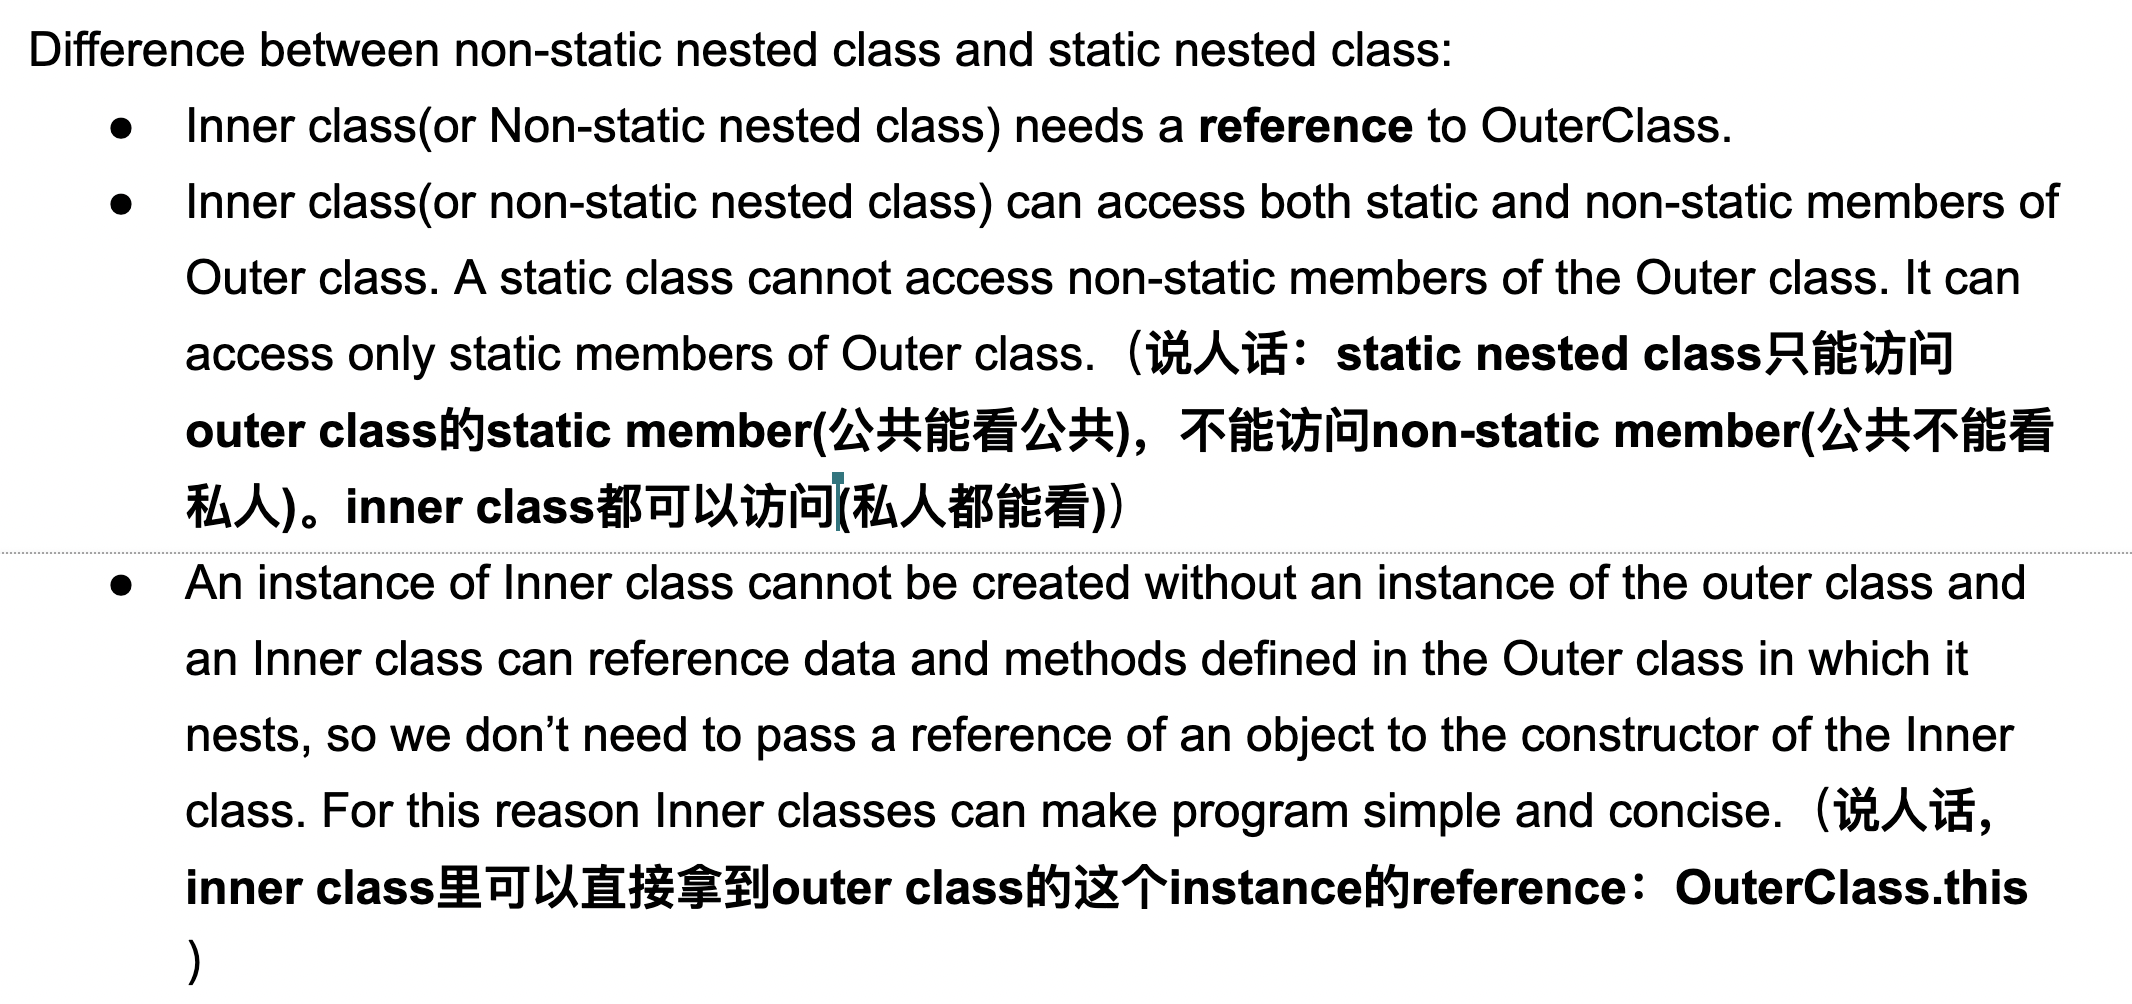 Difference between non-static nested class and static nested class:
● Inner class(or Non-static nested class) needs a reference to OuterClass.
● Inner class(or non-static nested class) can access both static and non-static members of
Outer class. A static class cannot access non-static members of the Outer class. It can
access only static members of Outer class.（说人话：static nested class只能访问
outer class的static member(公共能看公共)，不能访问non-static member(公共不能看
私人)。inner class都可以访问(私人都能看)）
● An instance of Inner class cannot be created without an instance of the outer class and
an Inner class can reference data and methods defined in the Outer class in which it
nests, so we don’t need to pass a reference of an object to the constructor of the Inner
class. For this reason Inner classes can make program simple and concise.（说人话，
inner class里可以直接拿到outer class的这个instance的reference：OuterClass.this
）